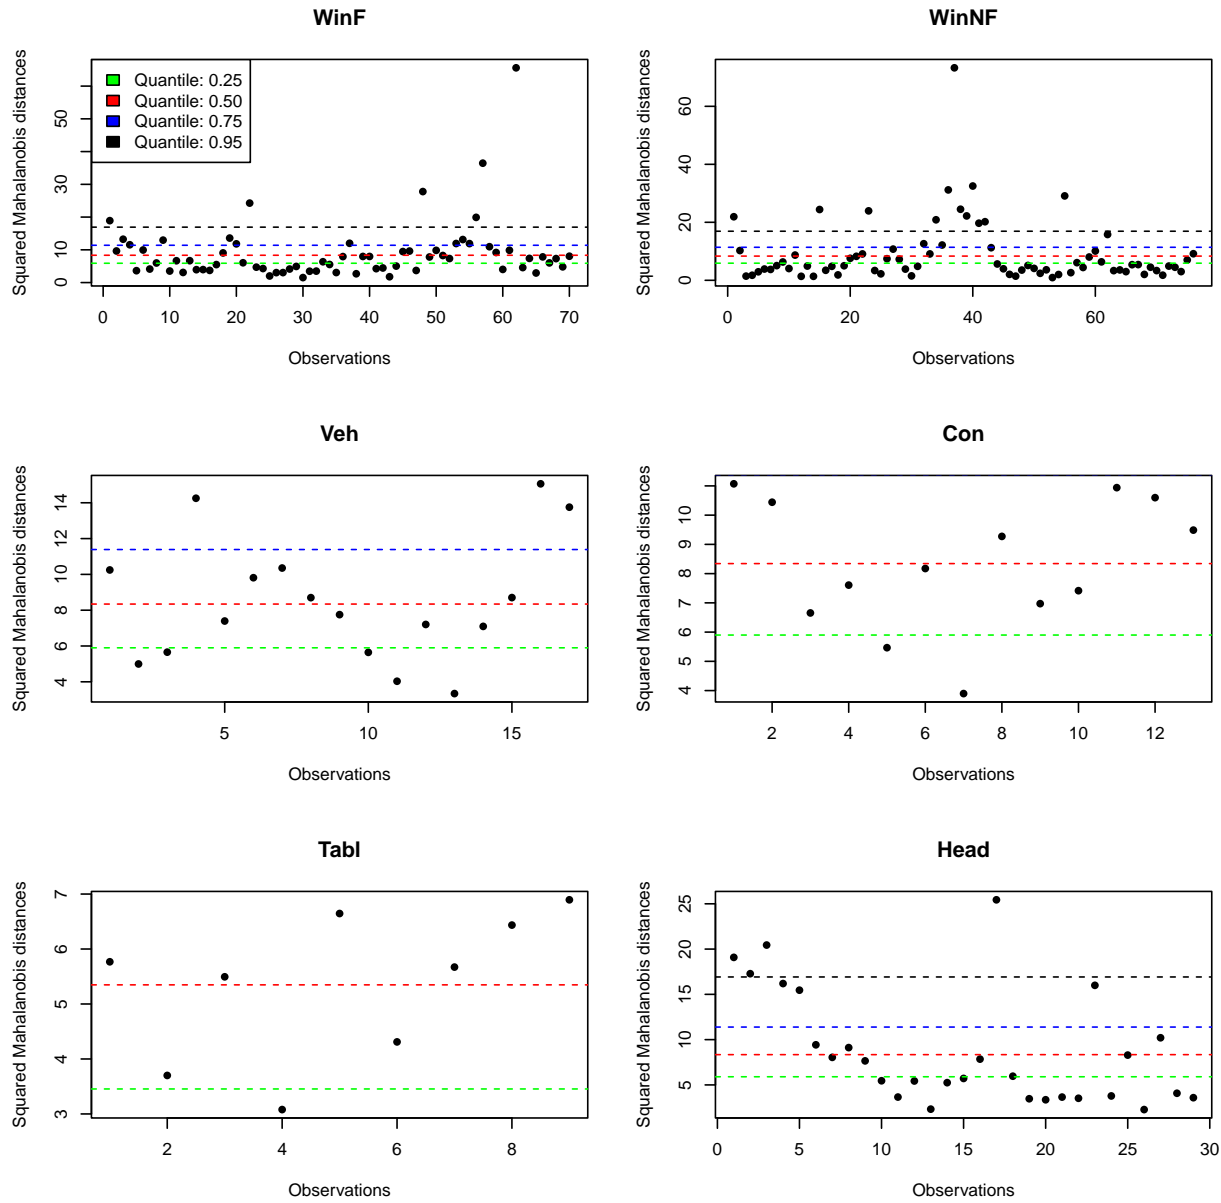 WinF
Squared Mahalanobis distances
50
30
10
0
0 10 20 30 40 50 60 70
Observations
Quantile: 0.25
Quantile: 0.50
Quantile: 0.75
Quantile: 0.95
WinNF
Squared Mahalanobis distances
60
40
20
0
0 20 40 60
Observations
Veh
Squared Mahalanobis distances
14
12
10
8
6
4
5 10 15
Observations
Con
Squared Mahalanobis distances
10
9
8
7
6
5
4
2 4 6 8 10 12
Observations
Tabl
Squared Mahalanobis distances
7
6
5
4
3
2 4 6 8
Observations
Head
Squared Mahalanobis distances
25
20
15
10
5
0 5 10 15 20 25 30
Observations